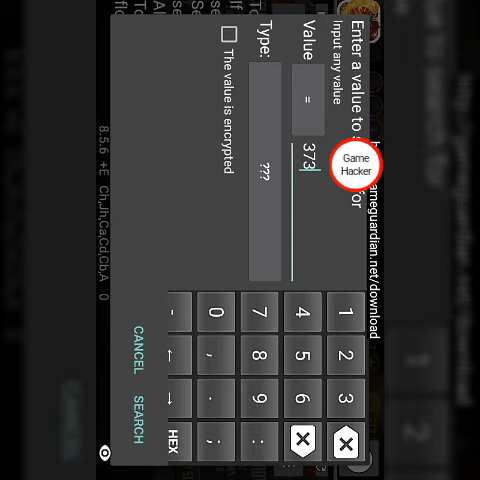 Enter a value to s
for
ameguardian.net/download
Input any value
Game
Hacker
Value
=
373
Type:
???
The value is encrypted
1
2
3
4
5
6
7
8
9
:
0
,
.
;
-
←
→
HEX
CANCEL
SEARCH
8.5.6 +E Ch,Jh,Ca,Cd,Cb,A 0